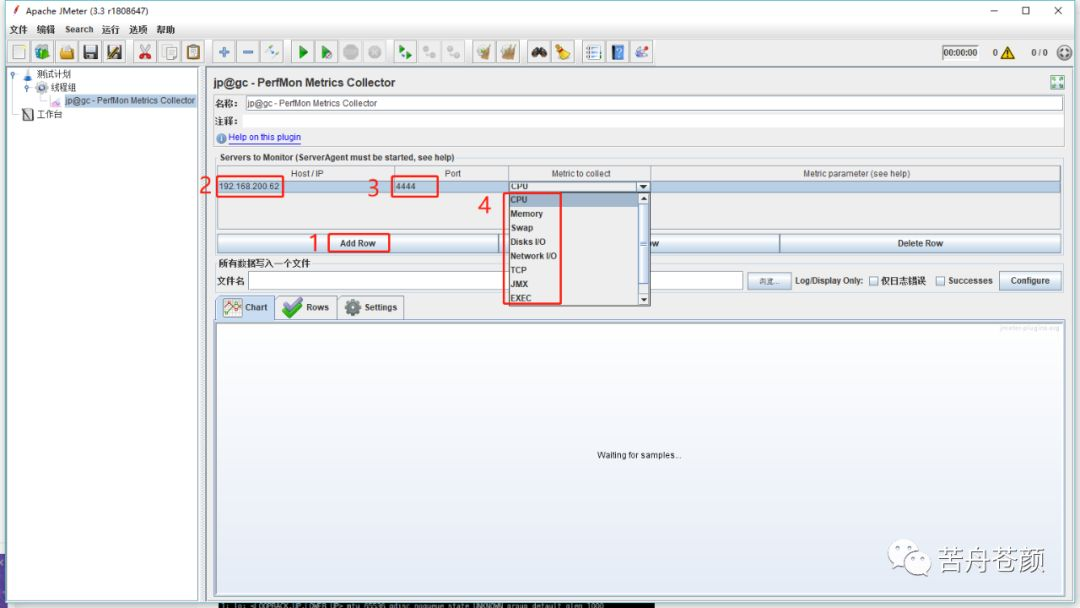 Apache JMeter (3.3 r1808647)
文件 编辑 Search 运行 选项 帮助
00:00:00 0 0 / 0
测试计划
线程组
jp@gc - PerfMon Metrics Collector
工作台
jp@gc - PerfMon Metrics Collector
名称: jp@gc - PerfMon Metrics Collector
注释:
Help on this plugin
Servers to Monitor (ServerAgent must be started, see help)
Host / IP Port Metric to collect Metric parameter (see help)
2 192.168.200.62 3 4444 CPU
4
CPU
Memory
Swap
Disks I/O
Network I/O
TCP
JMX
EXEC
1 Add Row Delete Row
所有数据写入一个文件
文件名 浏览... Log/Display Only: 仅日志错误 Successes Configure
Chart Rows Settings
jmeter-plugins.org
Waiting for samples...
苦舟苍颜